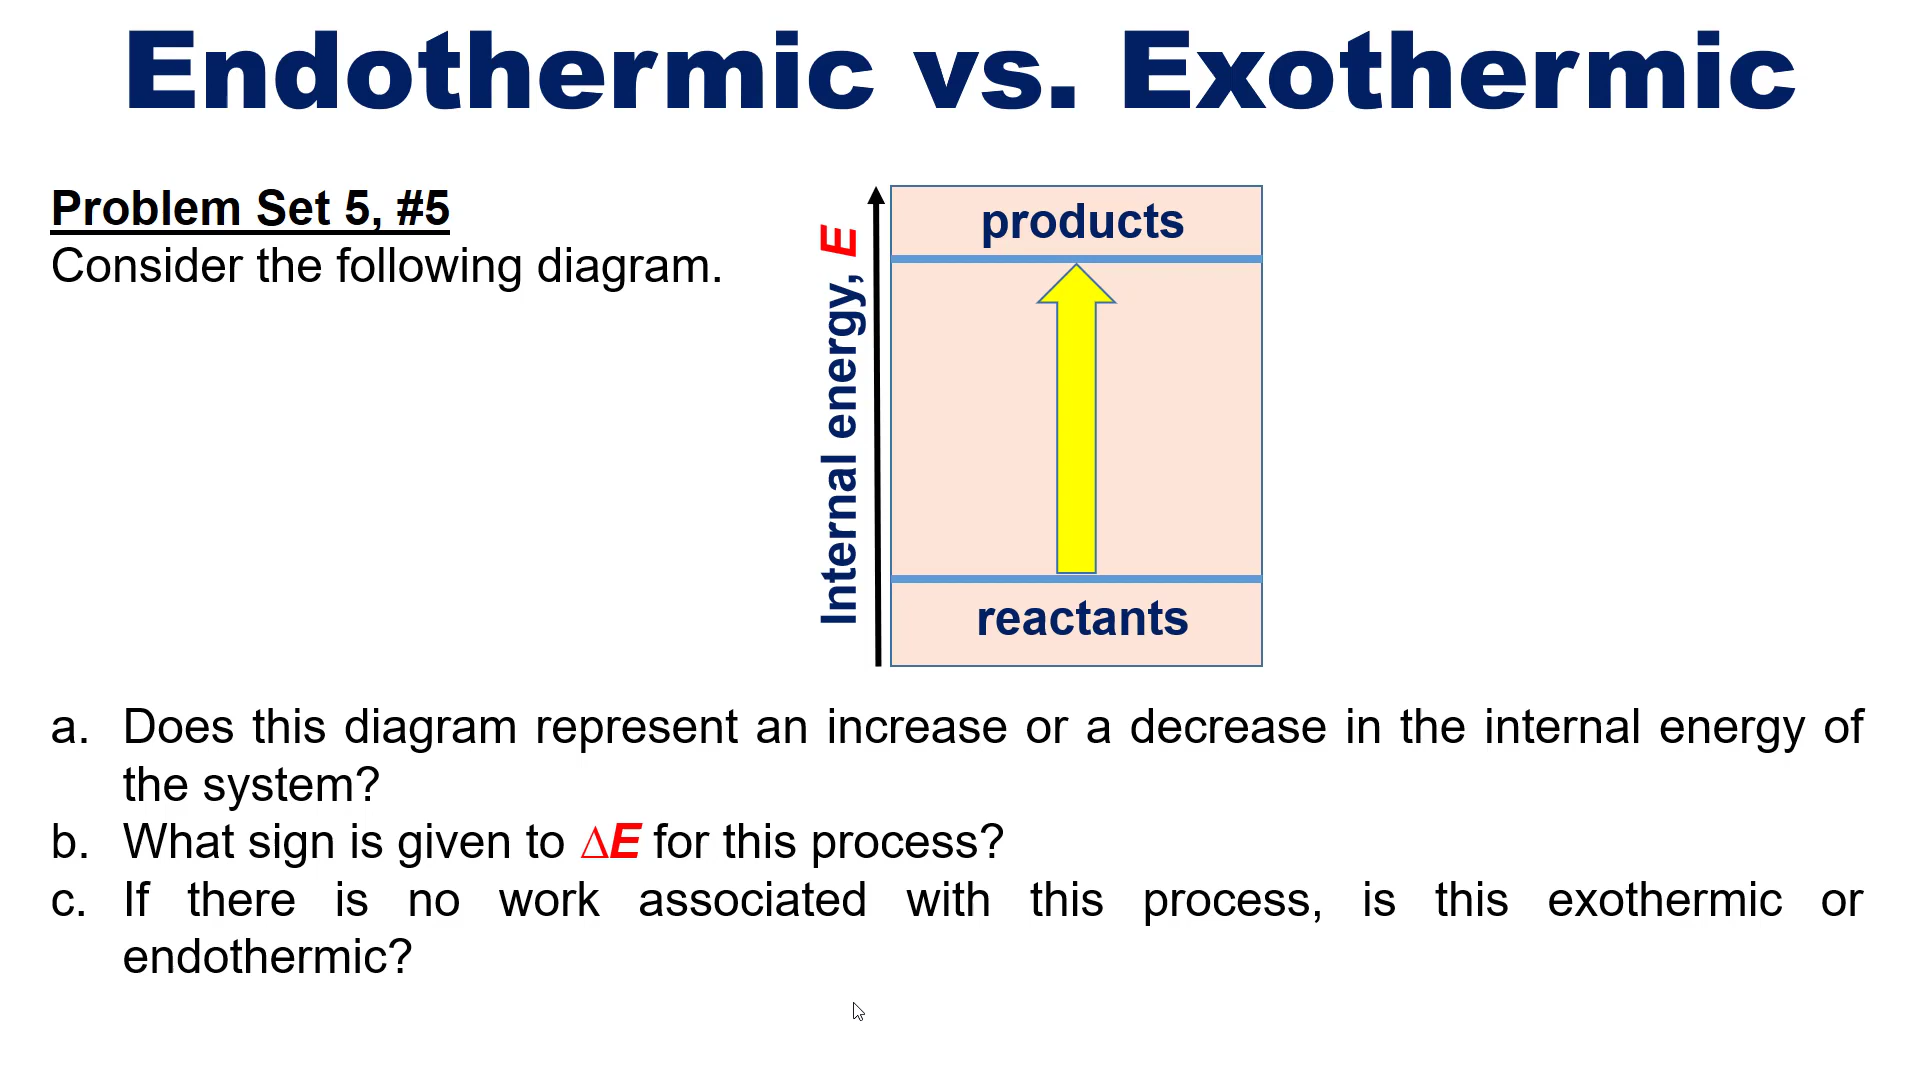 Endothermic vs. Exothermic
Problem Set 5, #5
Consider the following diagram.
Internal energy, E
products
reactants
a. Does this diagram represent an increase or a decrease in the internal energy of
the system?
b. What sign is given to ΔE for this process?
c. If there is no work associated with this process, is this exothermic or
endothermic?